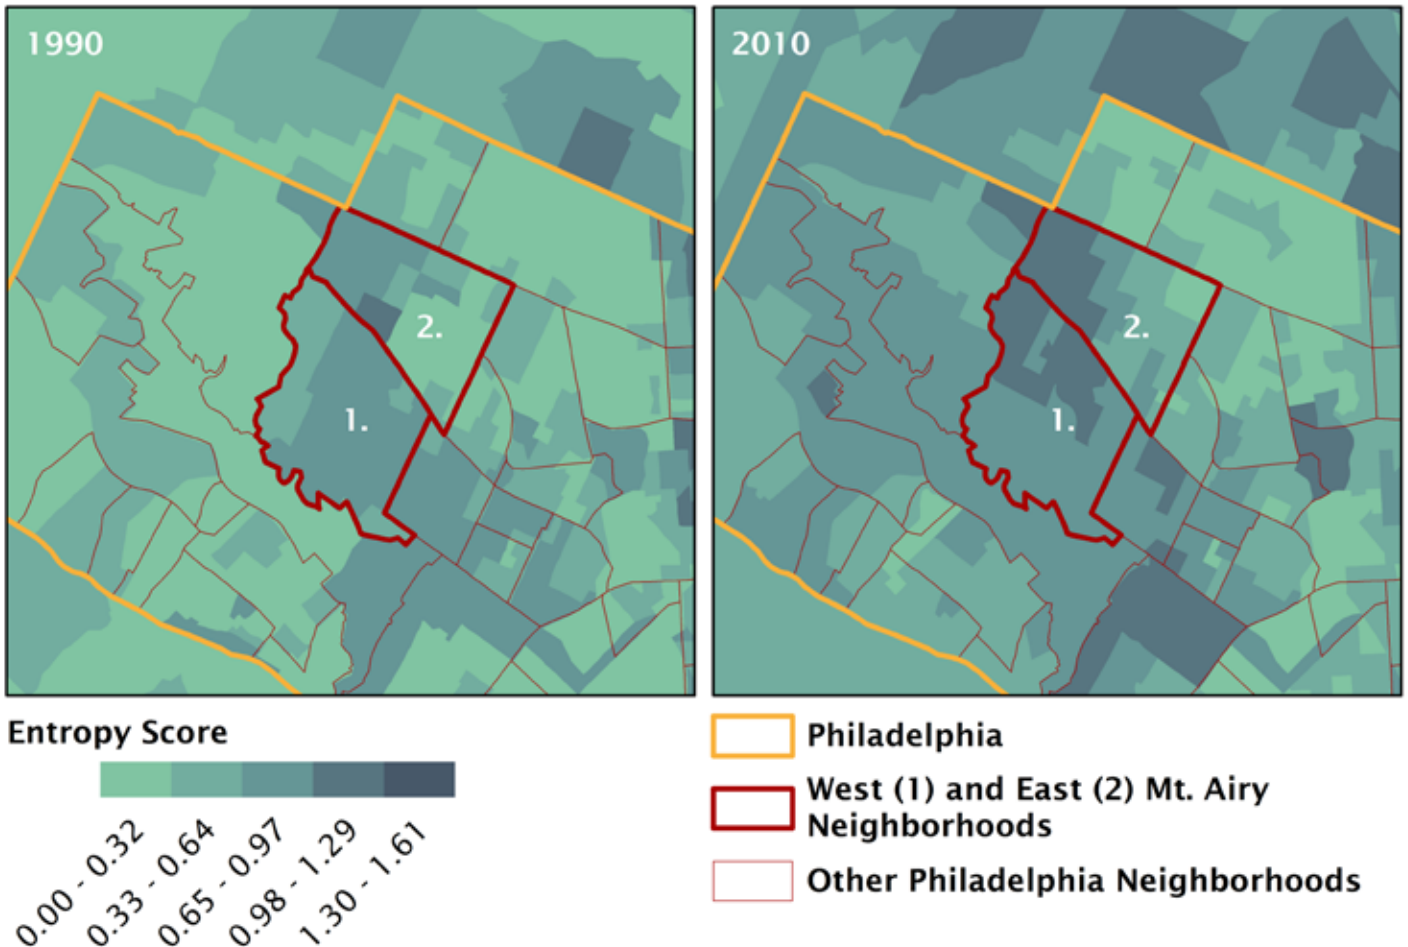 1990
2.
1.
2010
2.
1.
Entropy Score
0.00 - 0.32
0.33 - 0.64
0.65 - 0.97
0.98 - 1.29
1.30 - 1.61
Philadelphia
West (1) and East (2) Mt. Airy
Neighborhoods
Other Philadelphia Neighborhoods